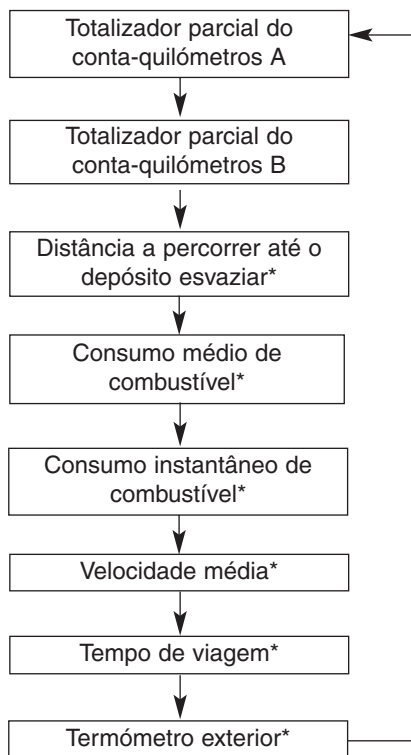 Totalizador parcial do
conta-quilómetros A
Totalizador parcial do
conta-quilómetros B
Distância a percorrer até o
depósito esvaziar*
Consumo médio de
combustível*
Consumo instantâneo de
combustível*
Velocidade média*
Tempo de viagem*
Termómetro exterior*